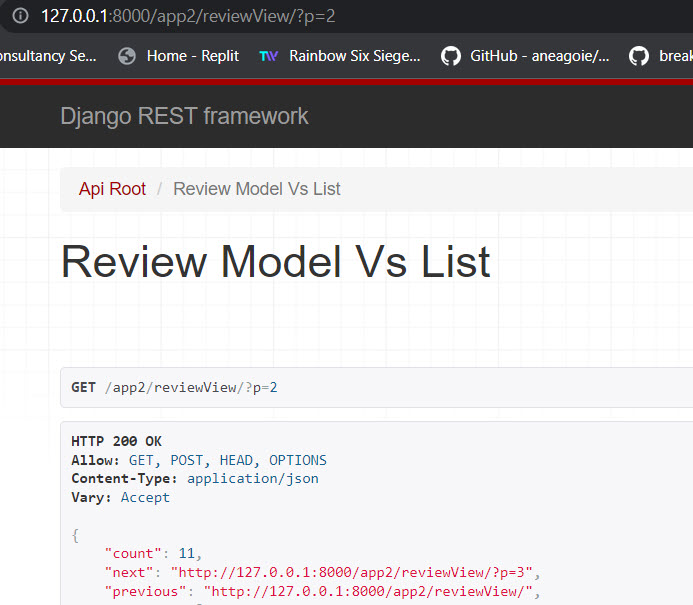 127.0.0.1:8000/app2/reviewView/?p=2
onsultancy Se... Home - Replit Rainbow Six Siege... GitHub - aneagoie/... break
Django REST framework
Api Root / Review Model Vs List
Review Model Vs List
GET /app2/reviewView/?p=2
HTTP 200 OK
Allow: GET, POST, HEAD, OPTIONS
Content-Type: application/json
Vary: Accept
{
"count": 11,
"next": "http://127.0.0.1:8000/app2/reviewView/?p=3",
"previous": "http://127.0.0.1:8000/app2/reviewView/",